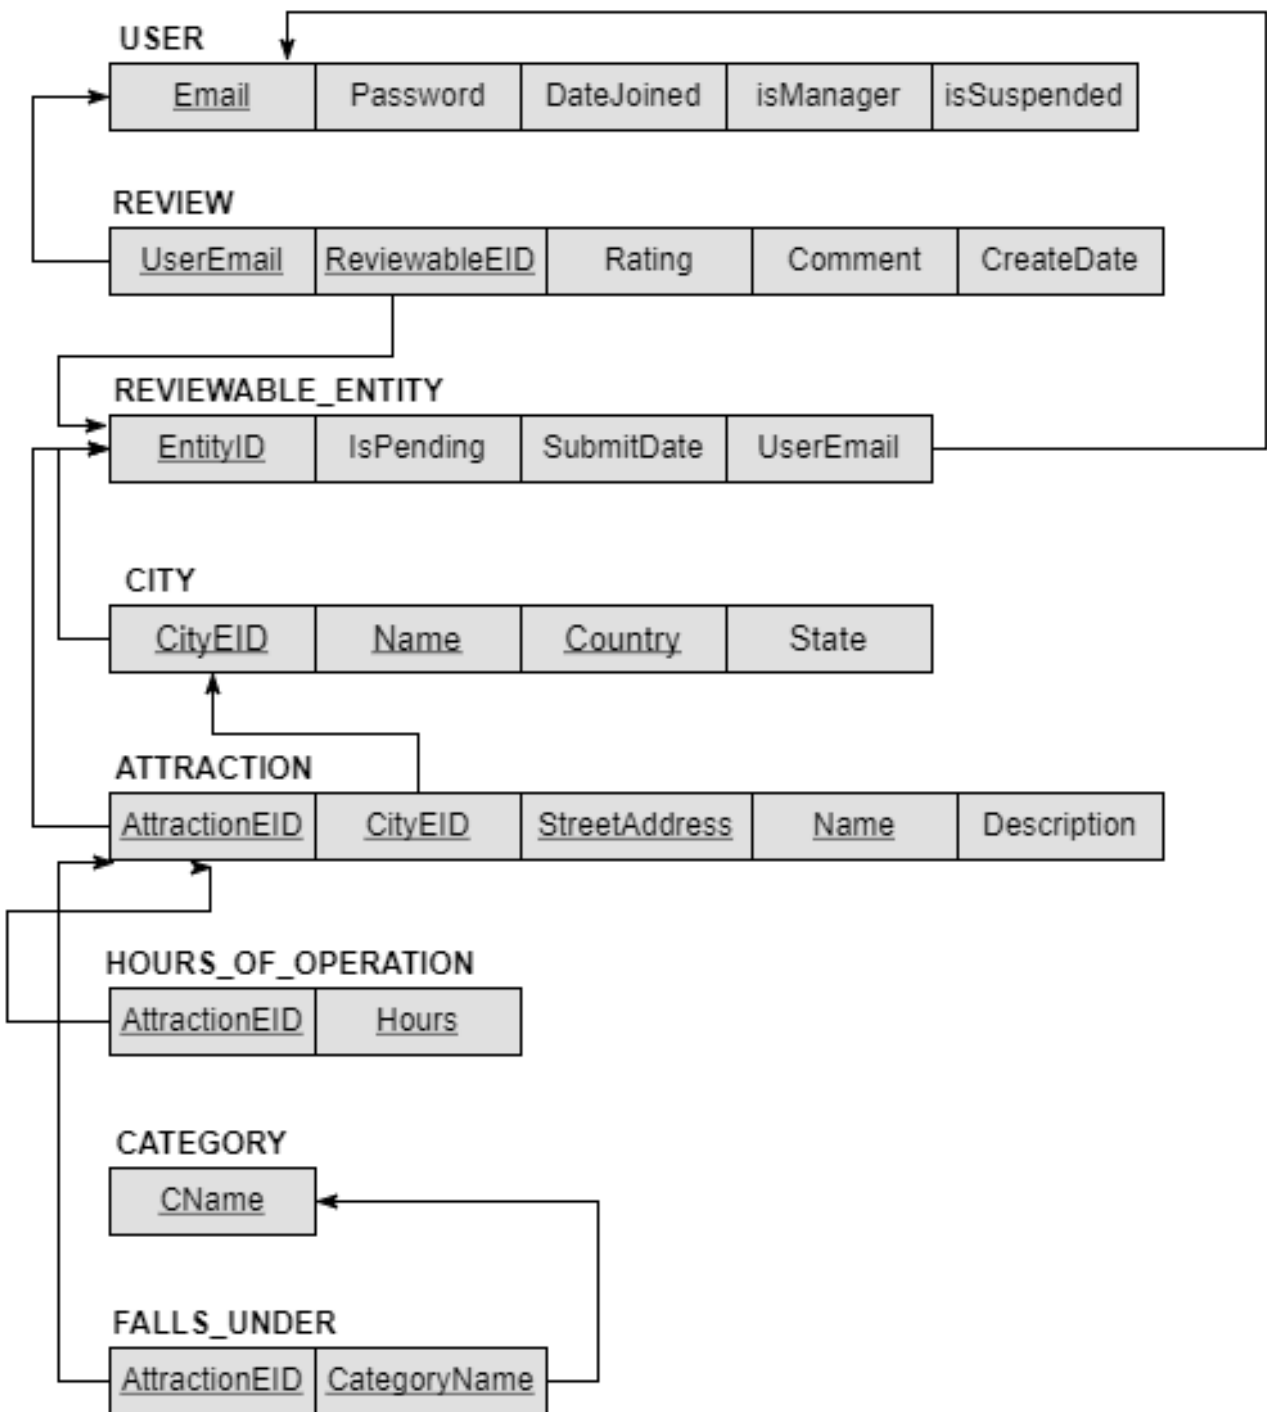 USER
Email Password DateJoined isManager isSuspended
REVIEW
UserEmail ReviewableEID Rating Comment CreateDate
REVIEWABLE_ENTITY
EntityID IsPending SubmitDate UserEmail
CITY
CityEID Name Country State
ATTRACTION
AttractionEID CityEID StreetAddress Name Description
HOURS_OF_OPERATION
AttractionEID Hours
CATEGORY
CName
FALLS_UNDER
AttractionEID CategoryName